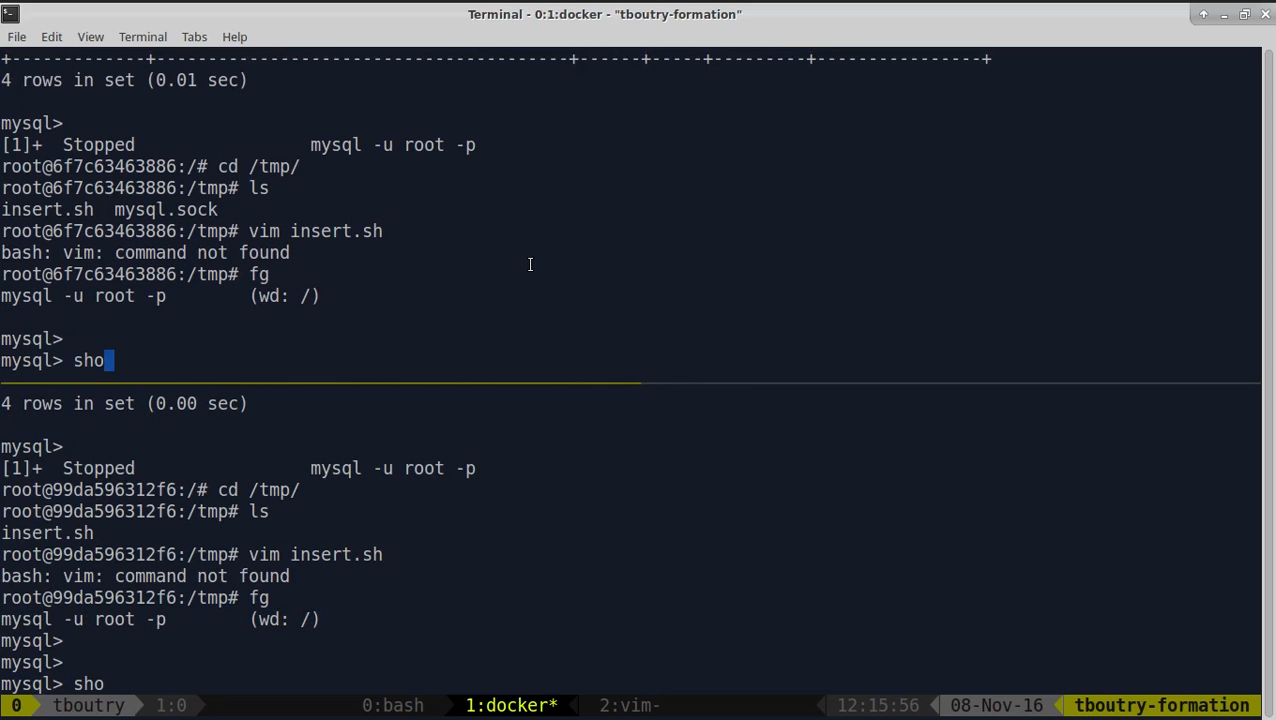 Terminal - 0:1:docker - "tboutry-formation"
File Edit View Terminal Tabs Help
+-------------+----------------------------------------+------+-----+---------+----------------+
4 rows in set (0.01 sec)
mysql>
[1]+  Stopped                 mysql -u root -p
root@6f7c63463886:/# cd /tmp/
root@6f7c63463886:/tmp# ls
insert.sh  mysql.sock
root@6f7c63463886:/tmp# vim insert.sh
bash: vim: command not found
root@6f7c63463886:/tmp# fg
mysql -u root -p        (wd: /)
mysql>
mysql> sho
4 rows in set (0.00 sec)
mysql>
[1]+  Stopped                 mysql -u root -p
root@99da596312f6:/# cd /tmp/
root@99da596312f6:/tmp# ls
insert.sh
root@99da596312f6:/tmp# vim insert.sh
bash: vim: command not found
root@99da596312f6:/tmp# fg
mysql -u root -p        (wd: /)
mysql>
mysql>
mysql> sho
0 tboutry 1:0 0:bash 1:docker* 2:vim- 12:15:56 08-Nov-16 tboutry-formation